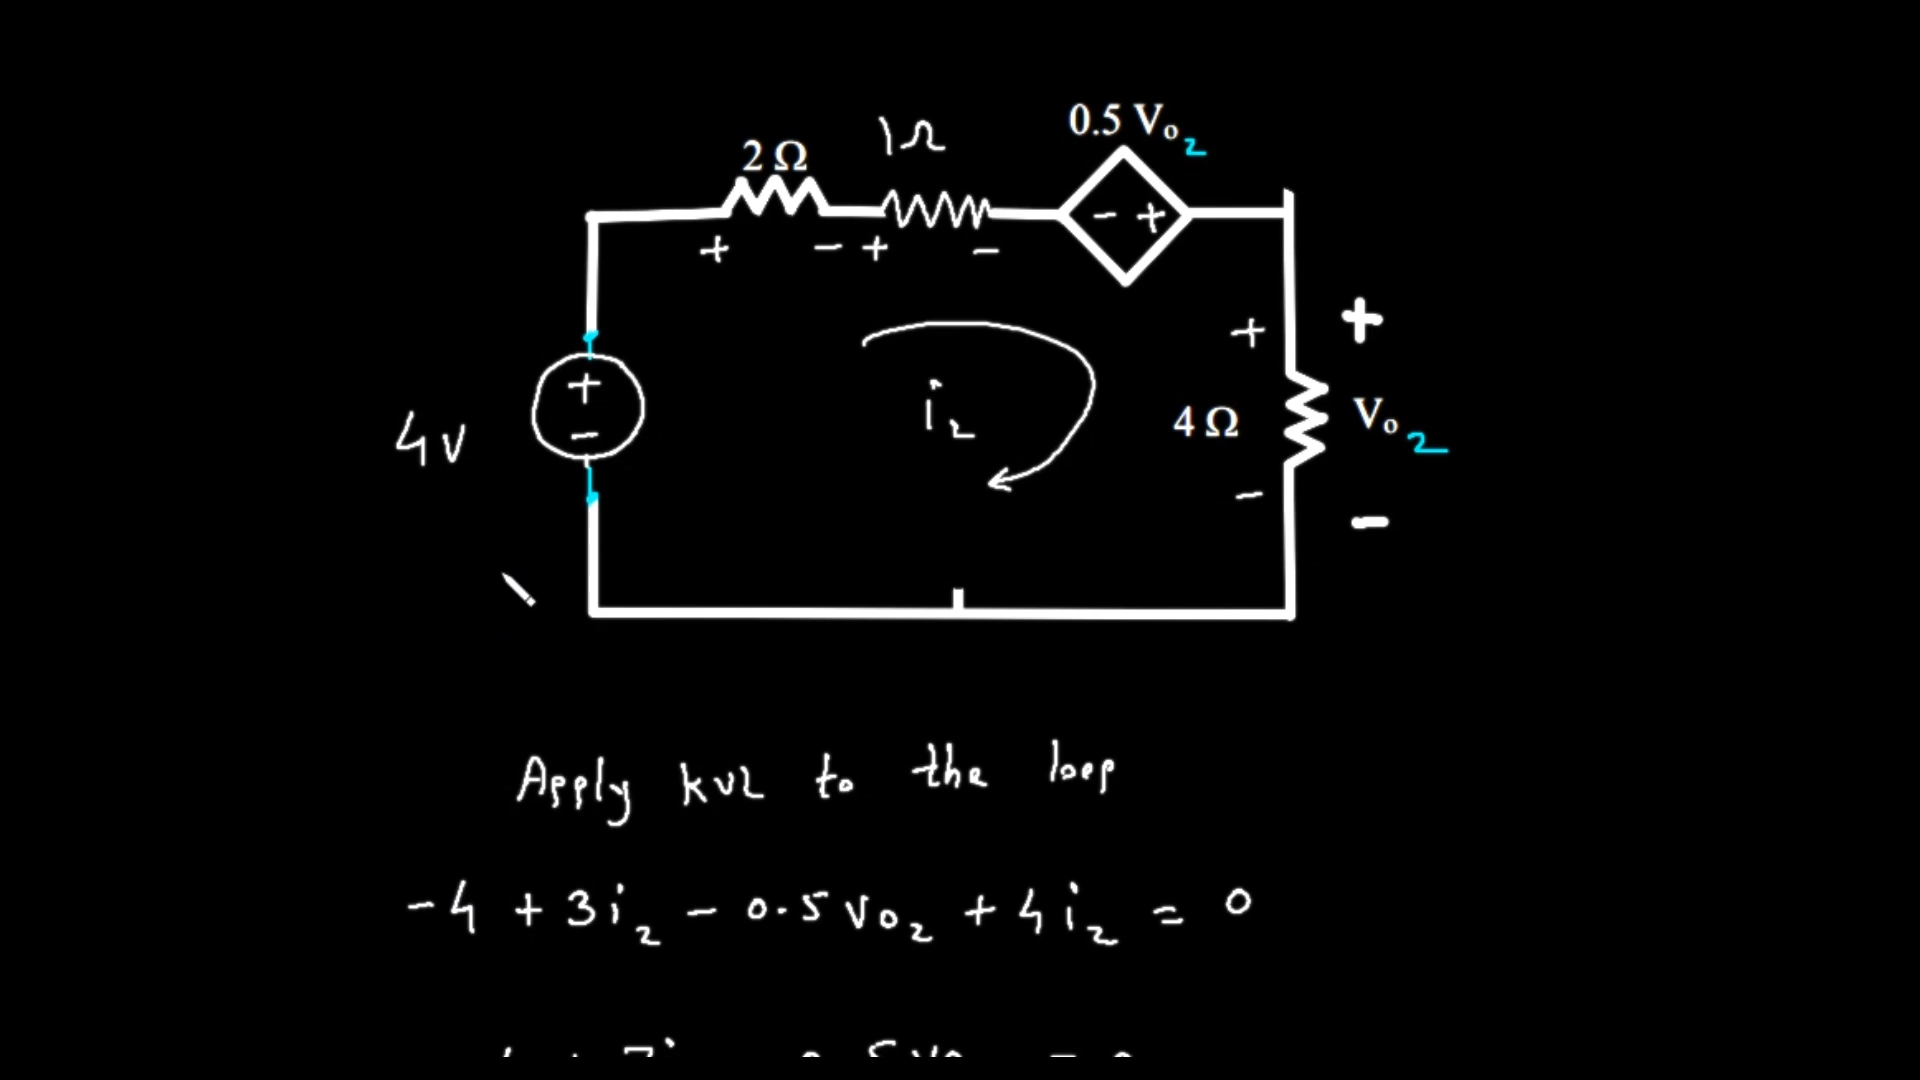 0.5 Vo2
2 Ω 1Ω
- +
+ - + -
+ +
+
-
i2
4v
4 Ω Vo2
- -
Apply kvl to the loop
-4 + 3i2 - 0.5 vo2 + 4i2 = 0